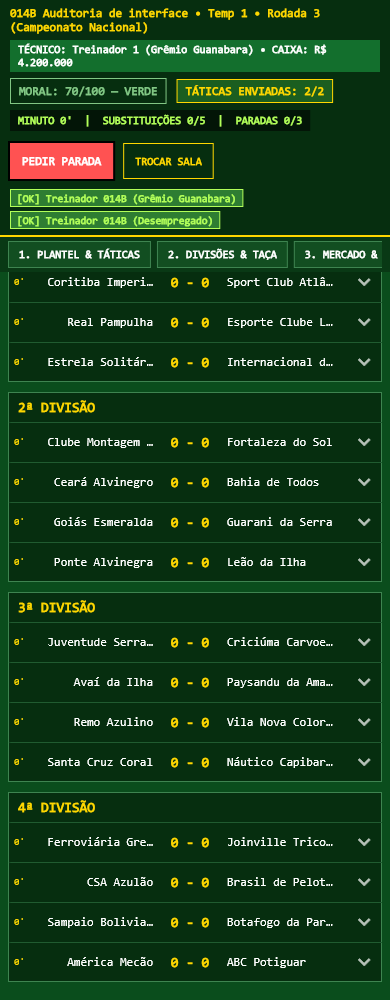 014B Auditoria de interface • Temp 1 • Rodada 3
(Campeonato Nacional)
TÉCNICO: Treinador 1 (Grêmio Guanabara) • CAIXA: R$
4.200.000
MORAL: 70/100 — VERDE
TÁTICAS ENVIADAS: 2/2
MINUTO 0' | SUBSTITUIÇÕES 0/5 | PARADAS 0/3
PEDIR PARADA
TROCAR SALA
[OK] Treinador 014B (Grêmio Guanabara)
[OK] Treinador 014B (Desempregado)
1. PLANTEL & TÁTICAS
2. DIVISÕES & TAÇA
3. MERCADO &
0' Coritiba Imperi… 0 - 0 Sport Club Atlâ…
0' Real Pampulha 0 - 0 Esporte Clube L…
0' Estrela Solitár… 0 - 0 Internacional d…
2ª DIVISÃO
0' Clube Montagem … 0 - 0 Fortaleza do Sol
0' Ceará Alvinegro 0 - 0 Bahia de Todos
0' Goiás Esmeralda 0 - 0 Guarani da Serra
0' Ponte Alvinegra 0 - 0 Leão da Ilha
3ª DIVISÃO
0' Juventude Serra… 0 - 0 Criciúma Carvoe…
0' Avaí da Ilha 0 - 0 Paysandu da Ama…
0' Remo Azulino 0 - 0 Vila Nova Color…
0' Santa Cruz Coral 0 - 0 Náutico Capibar…
4ª DIVISÃO
0' Ferroviária Gre… 0 - 0 Joinville Trico…
0' CSA Azulão 0 - 0 Brasil de Pelot…
0' Sampaio Bolivia… 0 - 0 Botafogo da Par…
0' América Mecão 0 - 0 ABC Potiguar